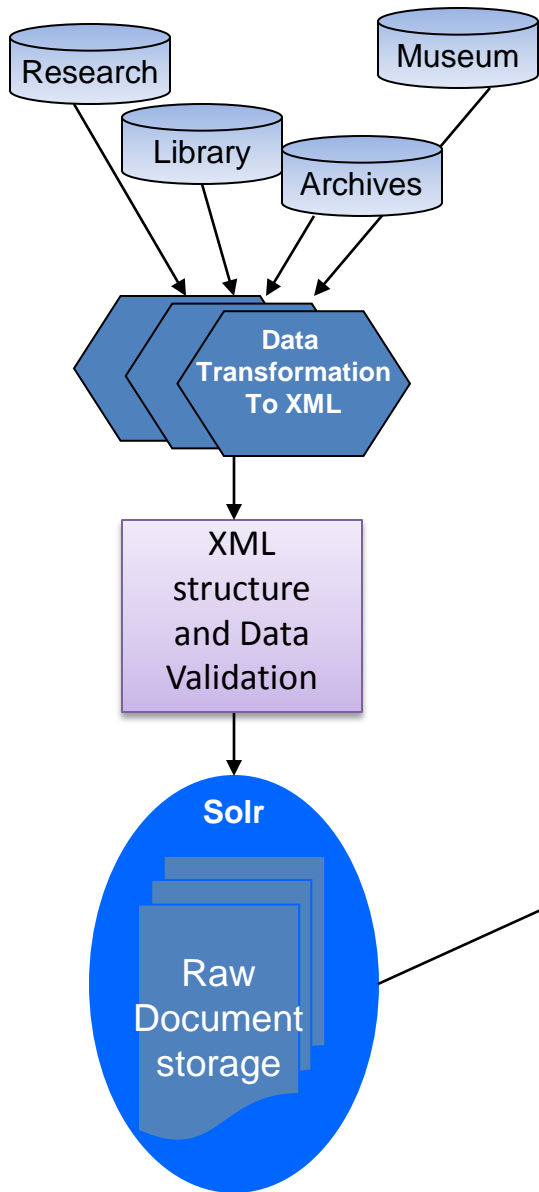 Research
Museum
Library
Archives
Data
Transformation
To XML
XML
structure
and Data
Validation
Solr
Raw
Document
storage